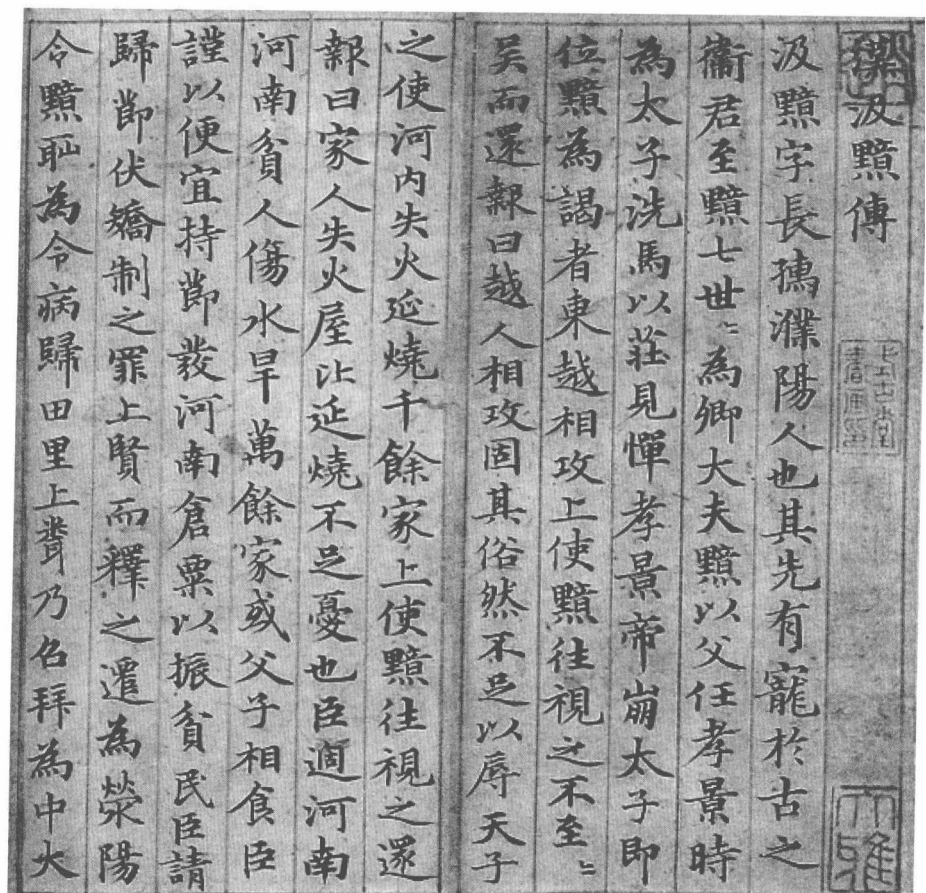 汲黯傳
汲黯字長孺濮陽人也其先有寵於古之
衞君至黯七世〻為卿大夫黯以父任孝景時
為太子洗馬以莊見憚孝景帝崩太子即
位黯為謁者東越相攻上使黯往視之不至〻
吴而還報曰越人相攻固其俗然不足以辱天子
之使河内失火延燒千餘家上使黯往視之還
報曰家人失火屋比延燒不足憂也臣適河南
河南貧人傷水旱萬餘家或父子相食臣
謹以便宜持節發河南倉粟以振貧民臣請
歸節伏矯制之罪上賢而釋之遷為滎陽
令黯耻為令病歸田里上聞乃召拜為中大
大雅